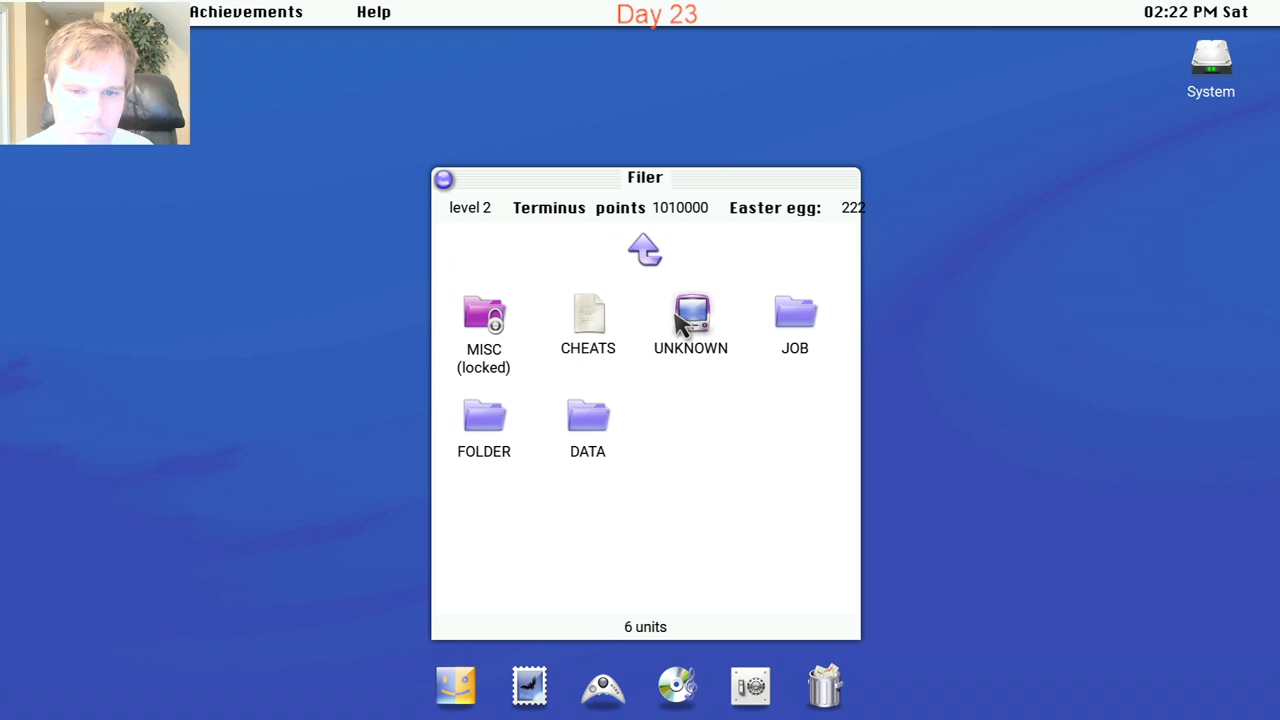 Achievements Help Day 23 02:22 PM Sat
System
Filer
level 2 Terminus points 1010000 Easter egg: 222
MISC (locked)
CHEATS
UNKNOWN
JOB
FOLDER
DATA
6 units